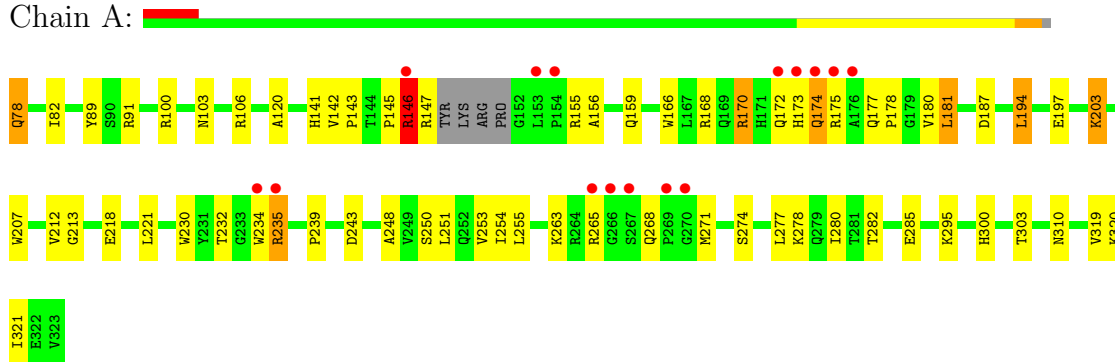 Chain A:
Q78 I82 Y89 S90 R91 R100 N103 R106 A120 H141 V142 P143 T144 P145 R146 R147 TYR LYS ARG PRO G152 L153 P154 R155 A156 Q159 W166 L167 R168 Q169 R170 H171 Q172 H173 Q174 R175 A176 Q177 P178 G179 V180 L181 D187 L194 E197 K203
W207 V212 G213 E218 L221 W230 Y231 T232 G233 W234 R235 P239 D243 A248 V249 S250 L251 Q252 V253 I254 L255 K263 R264 R265 G266 S267 Q268 P269 G270 M271 S274 L277 K278 Q279 I280 T281 T282 E285 K295 H300 T303 N310 V319 K320
I321 E322 V323